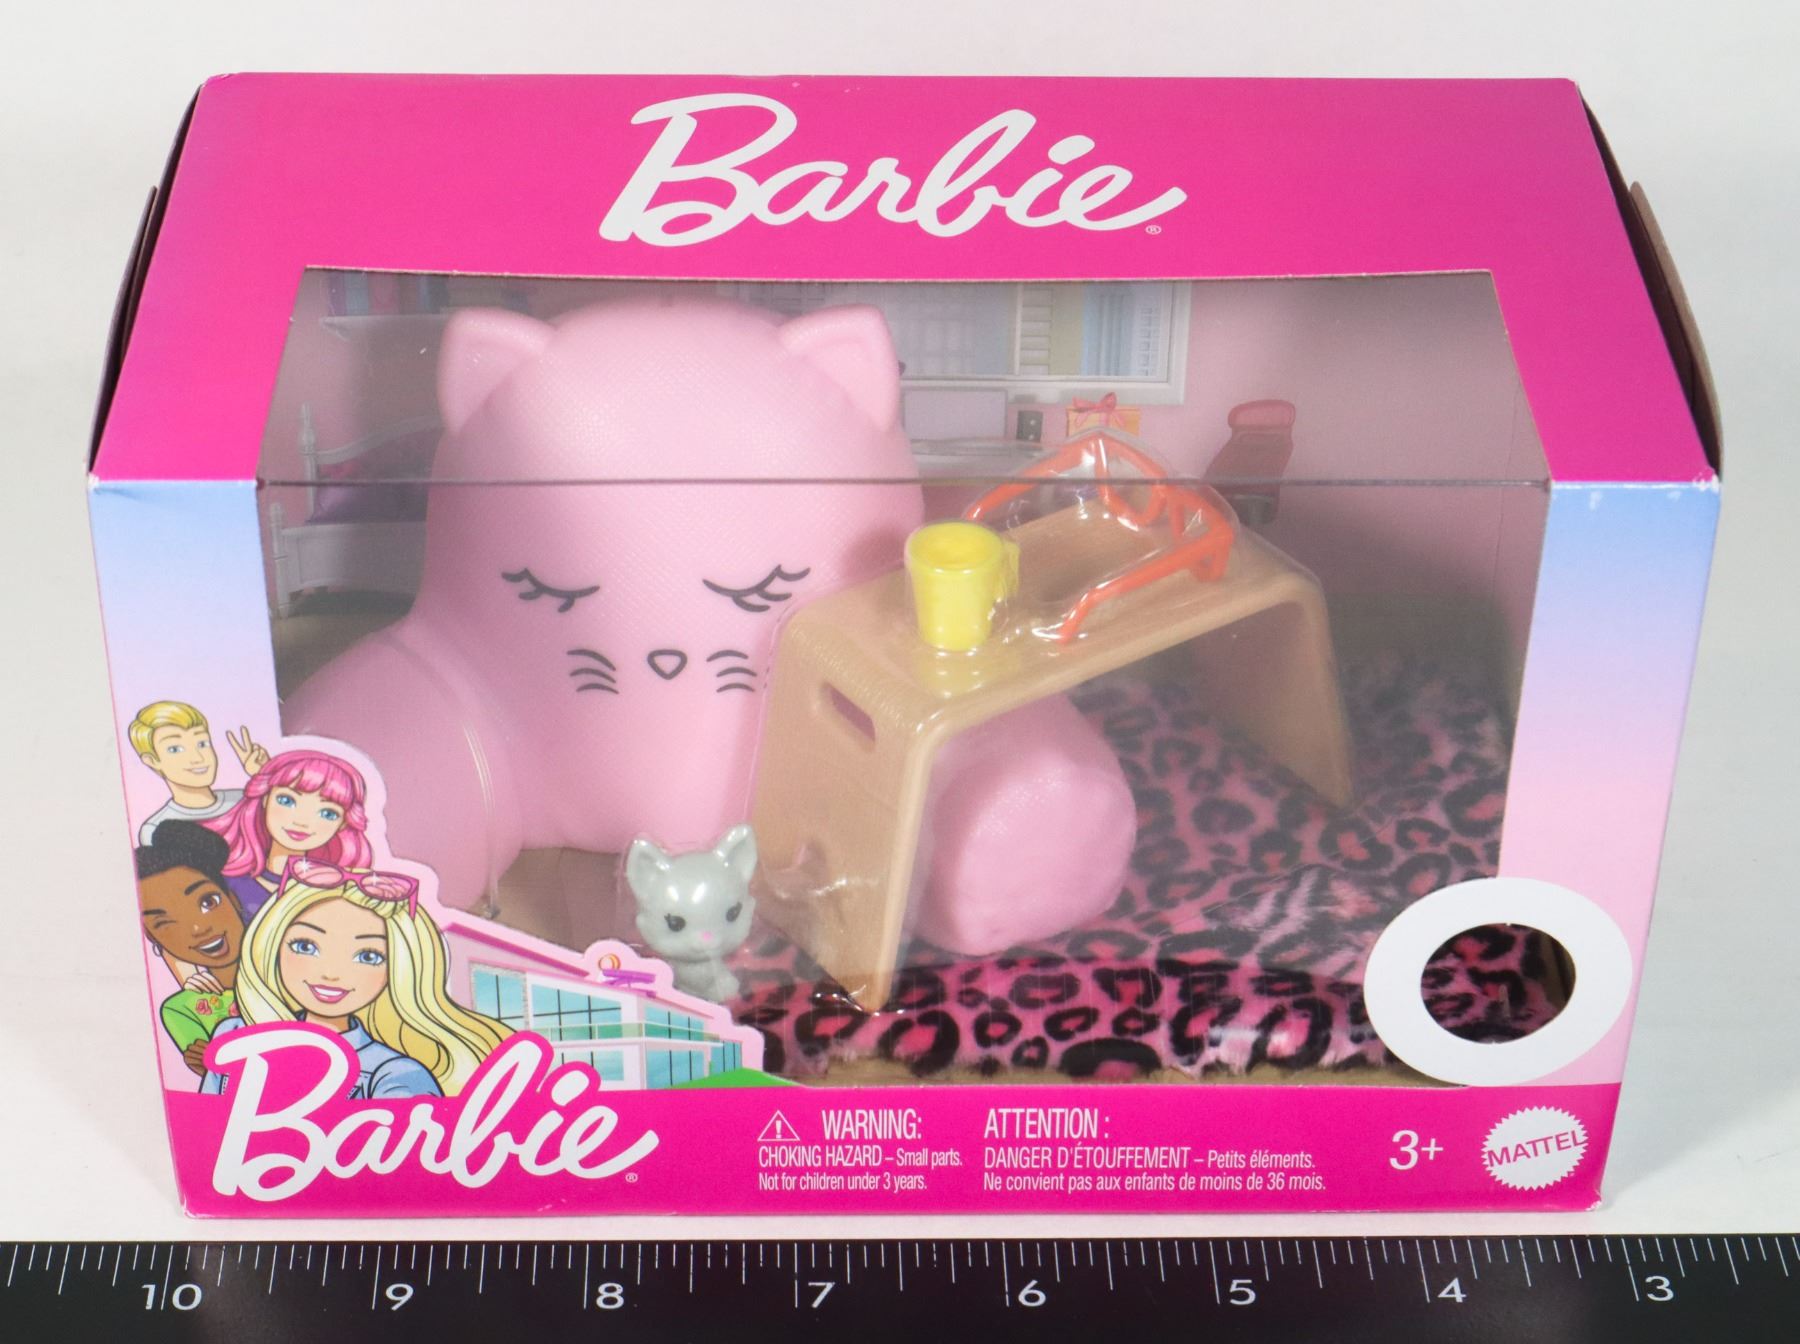 Barbie®
Barbie®
WARNING:
CHOKING HAZARD – Small parts.
Not for children under 3 years.
ATTENTION :
DANGER D'ÉTOUFFEMENT – Petits éléments.
Ne convient pas aux enfants de moins de 36 mois.
3+
MATTEL
10 9 8 7 6 5 4 3